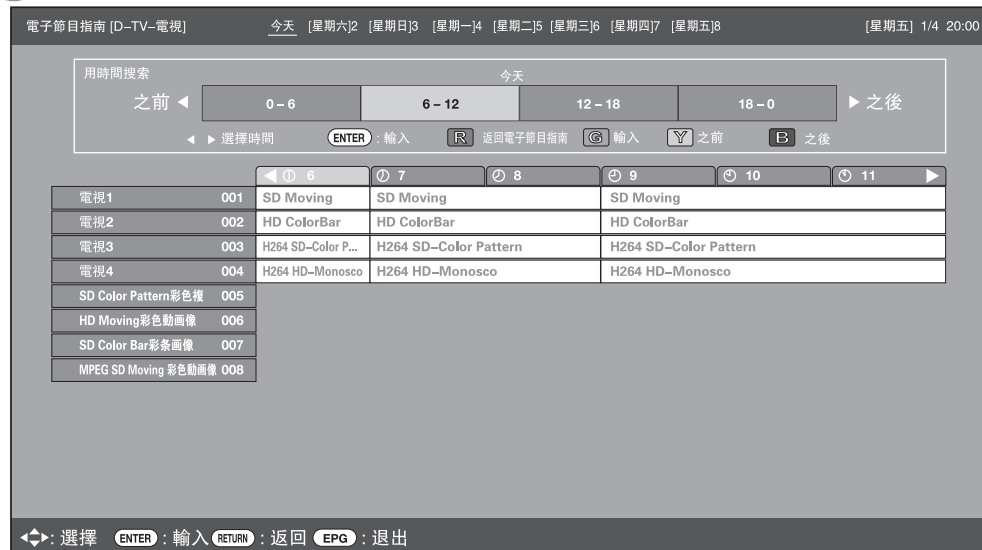 電子節目指南 [D–TV–電視] 今天 [星期六]2 [星期日]3 [星期一]4 [星期二]5 [星期三]6 [星期四]7 [星期五]8 [星期五] 1/4 20:00
用時間搜索 今天
之前 ◀ 0 – 6 6 – 12 12 – 18 18 – 0 ▶ 之後
◀ ▶ 選擇時間 ENTER : 輸入 R 返回電子節目指南 G 輸入 Y 之前 B 之後
◀ 6 7 8 9 10 11 ▶
電視1 001 SD Moving SD Moving SD Moving
電視2 002 HD ColorBar HD ColorBar HD ColorBar
電視3 003 H264 SD–Color P... H264 SD–Color Pattern H264 SD–Color Pattern
電視4 004 H264 HD–Monosco H264 HD–Monosco H264 HD–Monosco
SD Color Pattern彩色複 005
HD Moving彩色動画像 006
SD Color Bar彩条画像 007
MPEG SD Moving 彩色動画像 008
: 選擇 ENTER : 輸入 RETURN : 返回 EPG : 退出